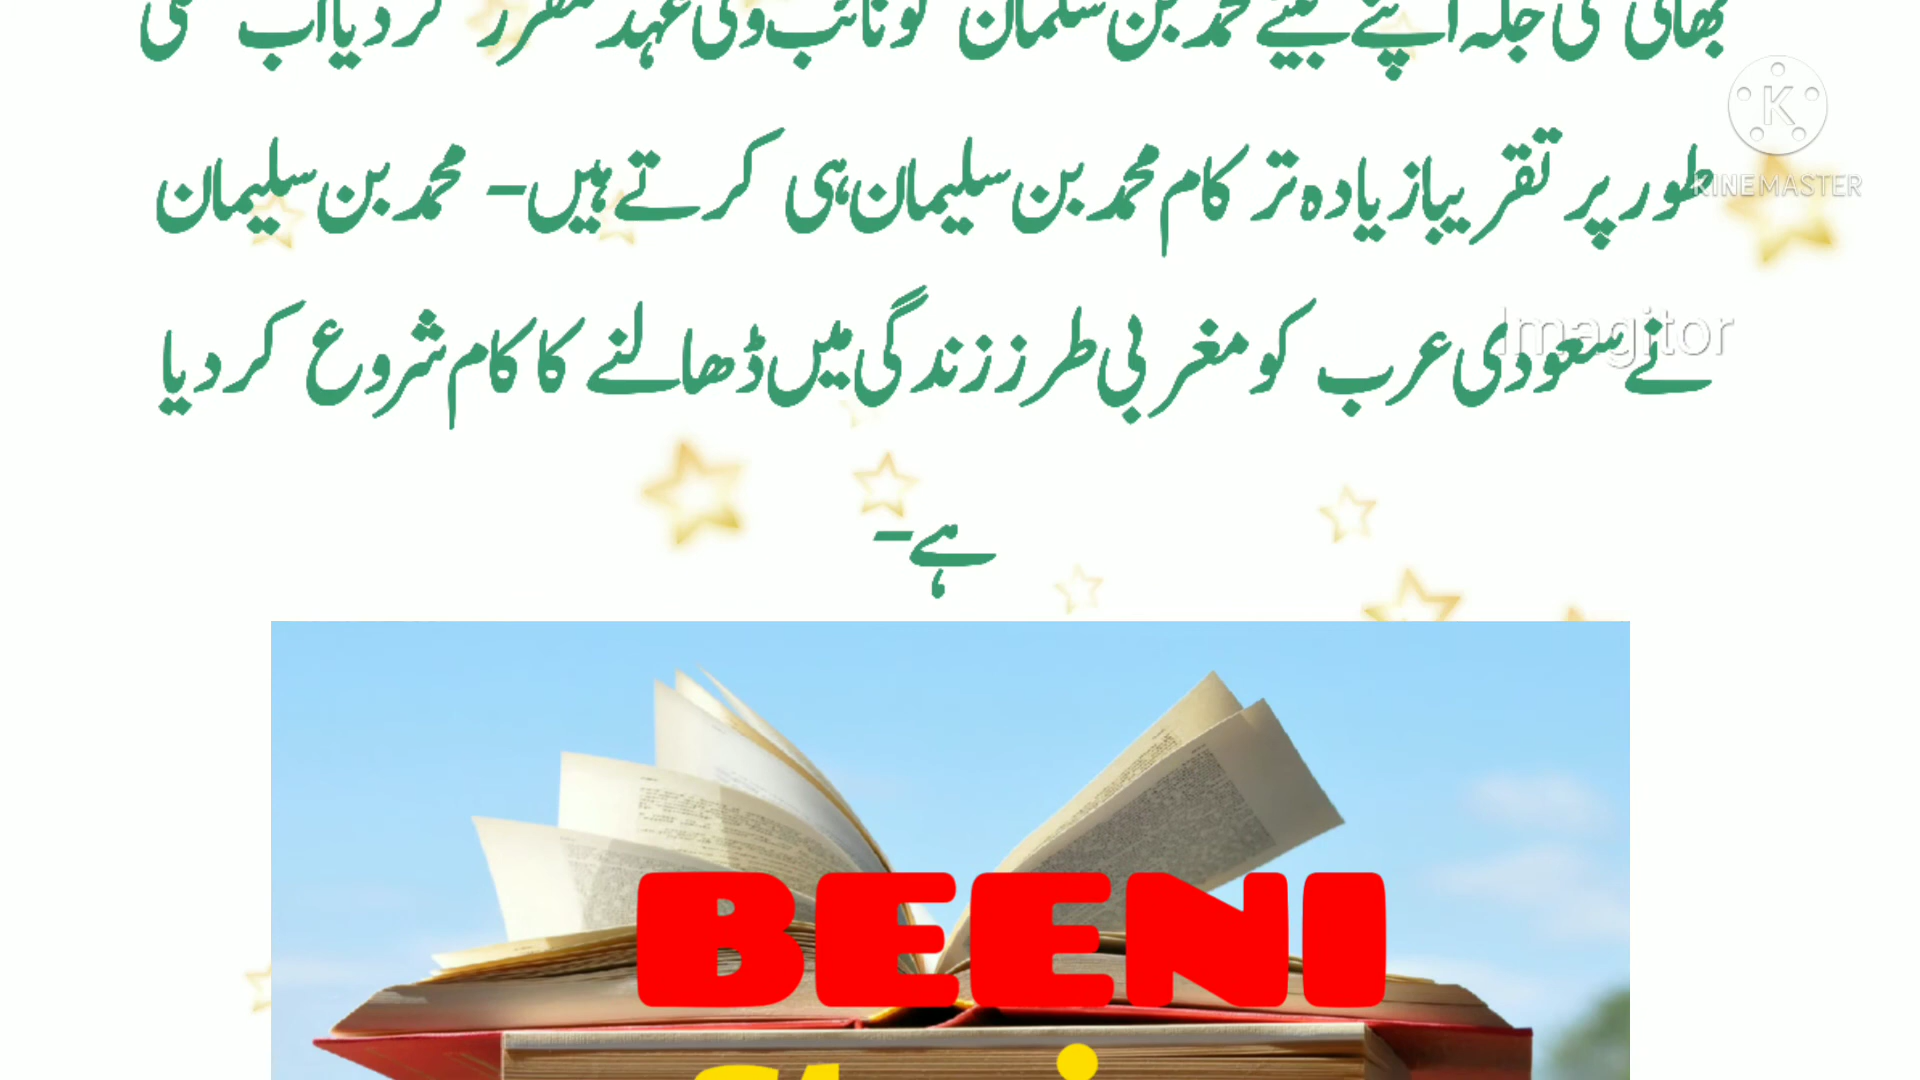 بھائی کی جگہ اپنے بیٹے محمد بن سلمان کو نائب ولی عہد مقرر کر دیا اب عملی
طور پر تقریبا زیادہ تر کام محمد بن سلیمان ہی کرتے ہیں - محمد بن سلیمان
نے سعودی عرب کو مغربی طرز زندگی میں ڈھالنے کا کام شروع کر دیا
ہے -
K
KINEMASTER
Imagitor
BEENI